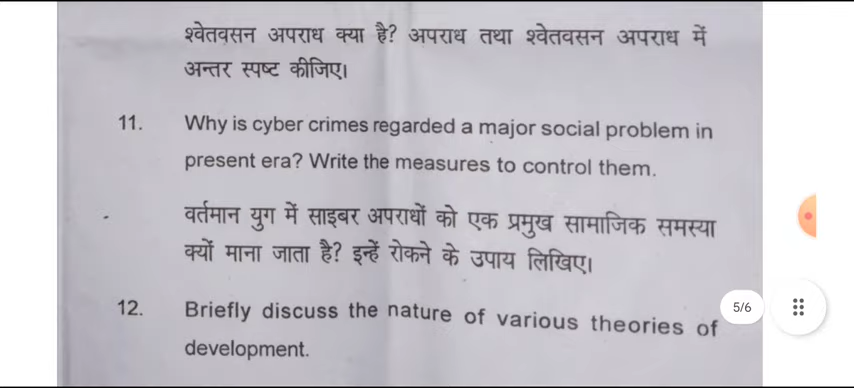 श्वेतवसन अपराध क्या है? अपराध तथा श्वेतवसन अपराध में
अन्तर स्पष्ट कीजिए।
11. Why is cyber crimes regarded a major social problem in
present era? Write the measures to control them.
वर्तमान युग में साइबर अपराधों को एक प्रमुख सामाजिक समस्या
क्यों माना जाता है? इन्हें रोकने के उपाय लिखिए।
12. Briefly discuss the nature of various theories of
development.
5/6